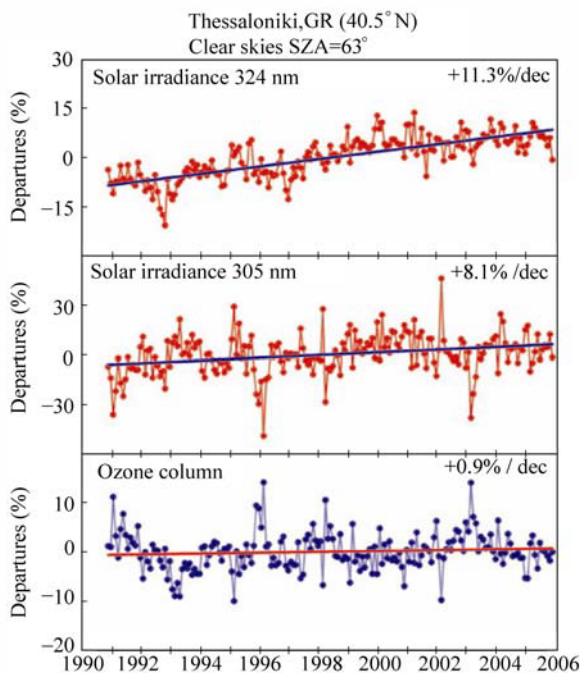 Thessaloniki,GR (40.5°N)
Clear skies SZA=63°
Solar irradiance 324 nm
+11.3%/dec
Departures (%)
30
15
0
−15
Solar irradiance 305 nm
+8.1% /dec
Departures (%)
30
0
−30
Ozone column
+0.9% / dec
Departures (%)
10
0
−10
−20
1990 1992 1994 1996 1998 2000 2002 2004 2006